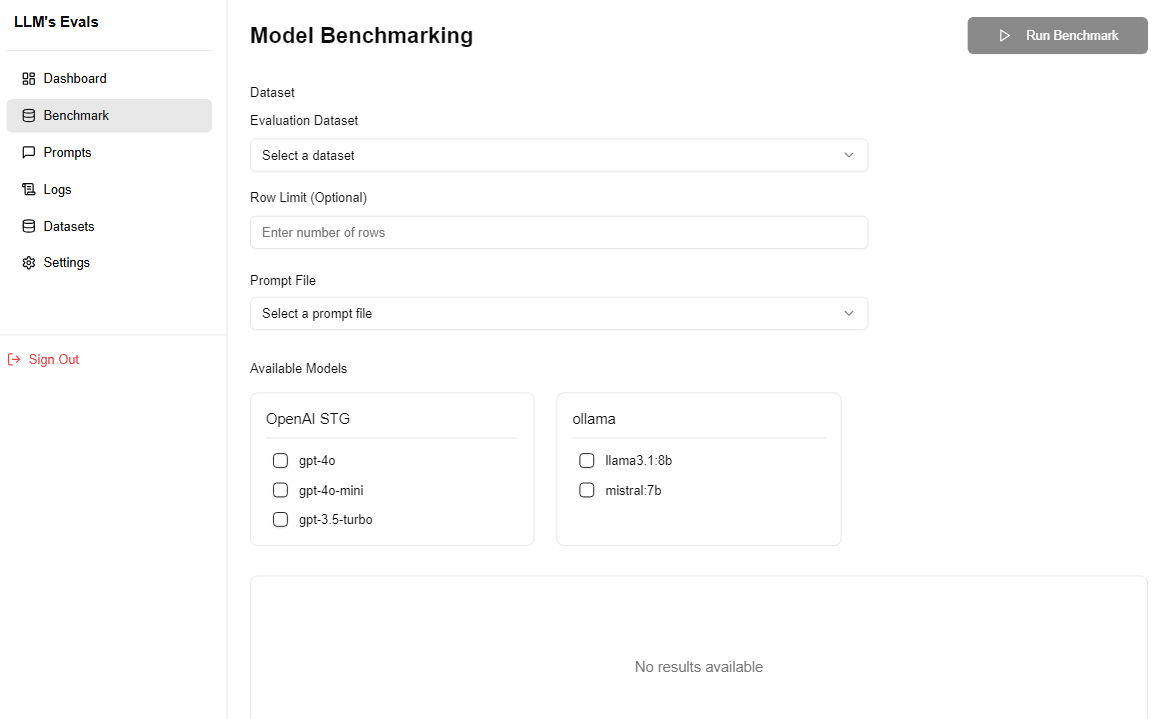 LLM's Evals
Dashboard
Benchmark
Prompts
Logs
Datasets
Settings
Sign Out
Model Benchmarking
Run Benchmark
Dataset
Evaluation Dataset
Select a dataset
Row Limit (Optional)
Enter number of rows
Prompt File
Select a prompt file
Available Models
OpenAI STG
gpt-4o
gpt-4o-mini
gpt-3.5-turbo
ollama
llama3.1:8b
mistral:7b
No results available